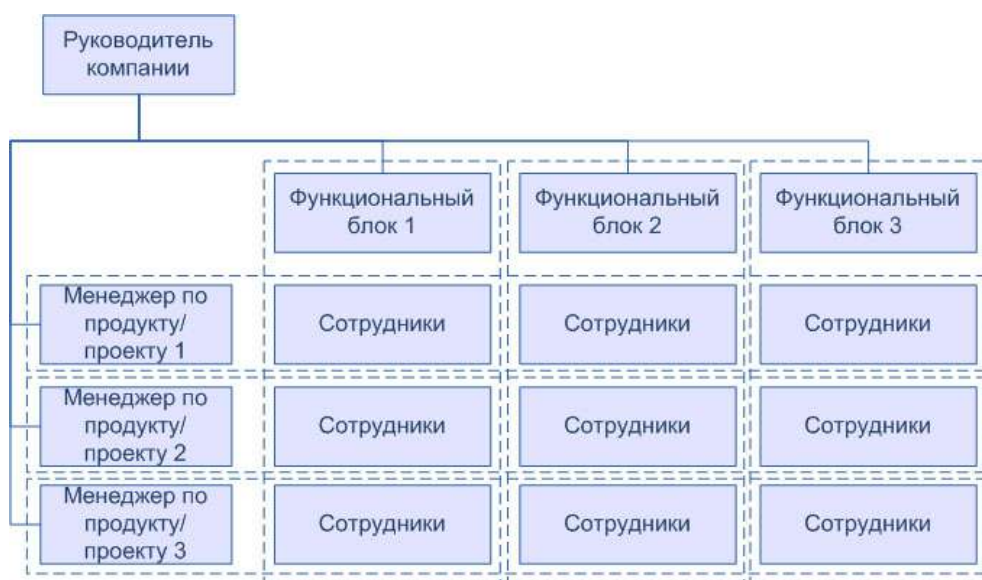 Руководитель
компании
Функциональный
блок 1
Функциональный
блок 2
Функциональный
блок 3
Менеджер по
продукту/
проекту 1
Сотрудники
Сотрудники
Сотрудники
Менеджер по
продукту/
проекту 2
Сотрудники
Сотрудники
Сотрудники
Менеджер по
продукту/
проекту 3
Сотрудники
Сотрудники
Сотрудники